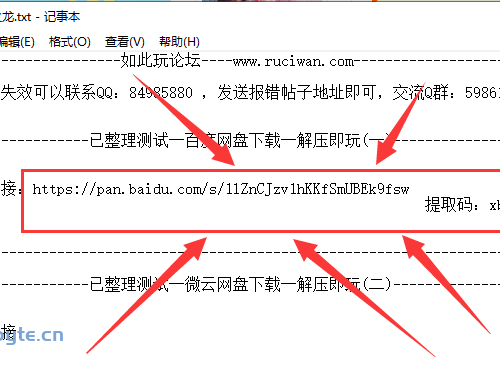 龙.txt - 记事本
编辑(E) 格式(O) 查看(V) 帮助(H)
---------------如此玩论坛----www.ruciwan.com---------------
失效可以联系QQ：84985880 ，发送报错帖子地址即可，交流Q群：59861
-----------已整理测试一百度网盘下载一解压即玩(一)-----------
接：https://pan.baidu.com/s/11ZnCJzv1hKKfSmUBEk9fsw
提取码：xb
-----------已整理测试一微云网盘下载一解压即玩(二)-----------
接
ogte.cn